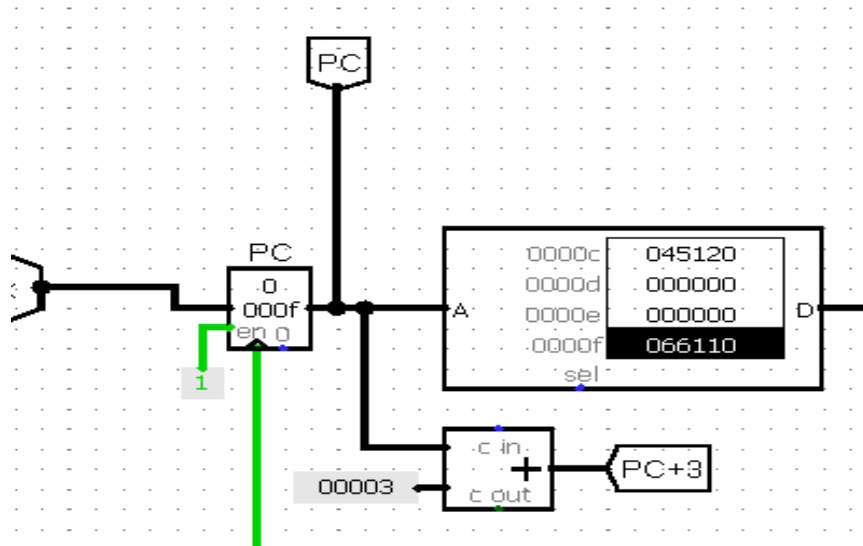 PC
PC
0
000f
en 0
1
A
0000c 045120
0000d 000000
0000e 000000
0000f 066110
D
sel
c in
+
c out
00003
PC+3